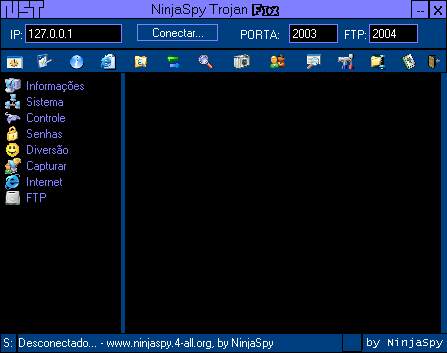 NST NinjaSpy Trojan Pro2
IP: 127.0.0.1 Conectar... PORTA: 2003 FTP: 2004
Informações
Sistema
Controle
Senhas
Diversão
Capturar
Internet
FTP
S: Desconectado... - www.ninjaspy.4-all.org, by NinjaSpy by NinjaSpy